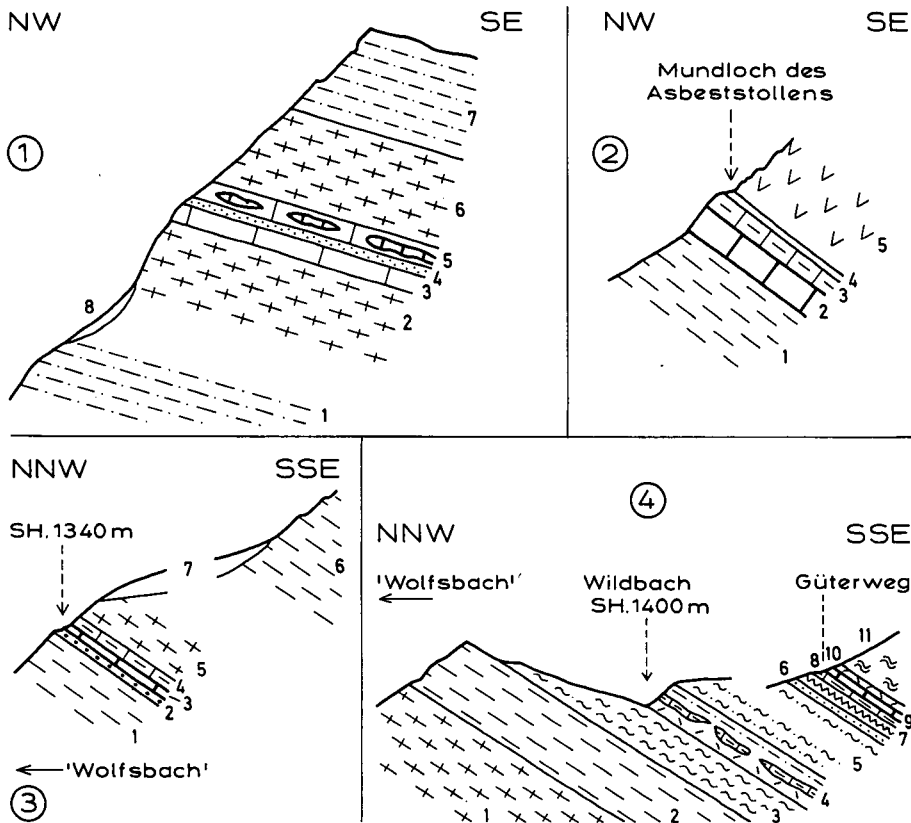 NW SE
①
7
6
5
4
3
2
8
1
NW SE
Mundloch des
Asbeststollens
②
5
4
3
2
1
NNW SSE
SH. 1340 m
7
6
5
4
3
2
1
'Wolfsbach'
③
④
NNW SSE
'Wolfsbach'
Wildbach
SH. 1400 m
Güterweg
11
6 8 10
9
7
5
4
1 2 3